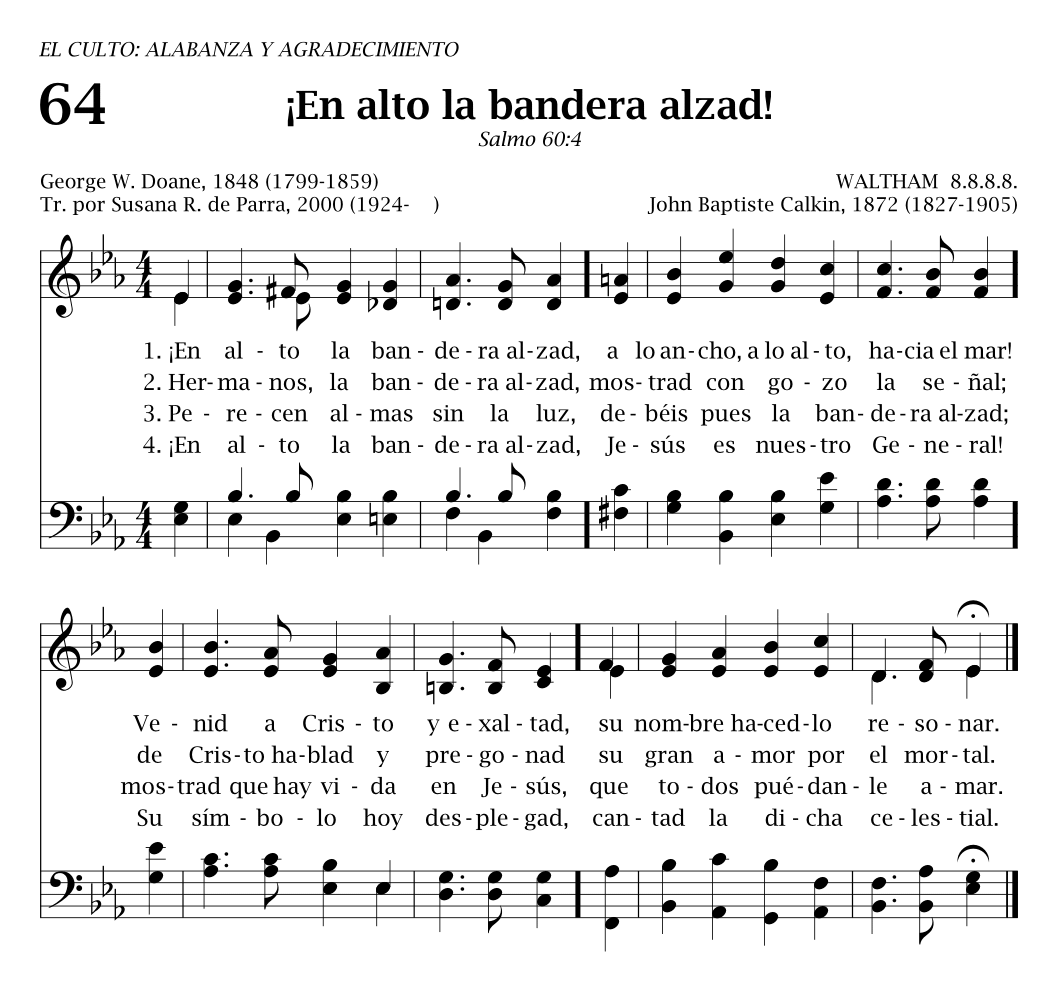 EL CULTO: ALABANZA Y AGRADECIMIENTO
64 ¡En alto la bandera alzad!
Salmo 60:4
George W. Doane, 1848 (1799-1859) WALTHAM 8.8.8.8.
Tr. por Susana R. de Parra, 2000 (1924- ) John Baptiste Calkin, 1872 (1827-1905)
4 4
1. ¡En al - to la ban - de - ra al - zad, a lo an - cho, a lo al - to, ha - cia el mar!
2. Her - ma - nos, la ban - de - ra al - zad, mos - trad con go - zo la se - ñal;
3. Pe - re - cen al - mas sin la luz, de - béis pues la ban - de - ra al - zad;
4. ¡En al - to la ban - de - ra al - zad, Je - sús es nues - tro Ge - ne - ral!
4 4
Ve - nid a Cris - to y e - xal - tad, su nom - bre ha - ced - lo re - so - nar.
de Cris - to ha - blad y pre - go - nad su gran a - mor por el mor - tal.
mos - trad que hay vi - da en Je - sús, que to - dos pué - dan - le a - mar.
Su sím - bo - lo hoy des - ple - gad, can - tad la di - cha ce - les - tial.